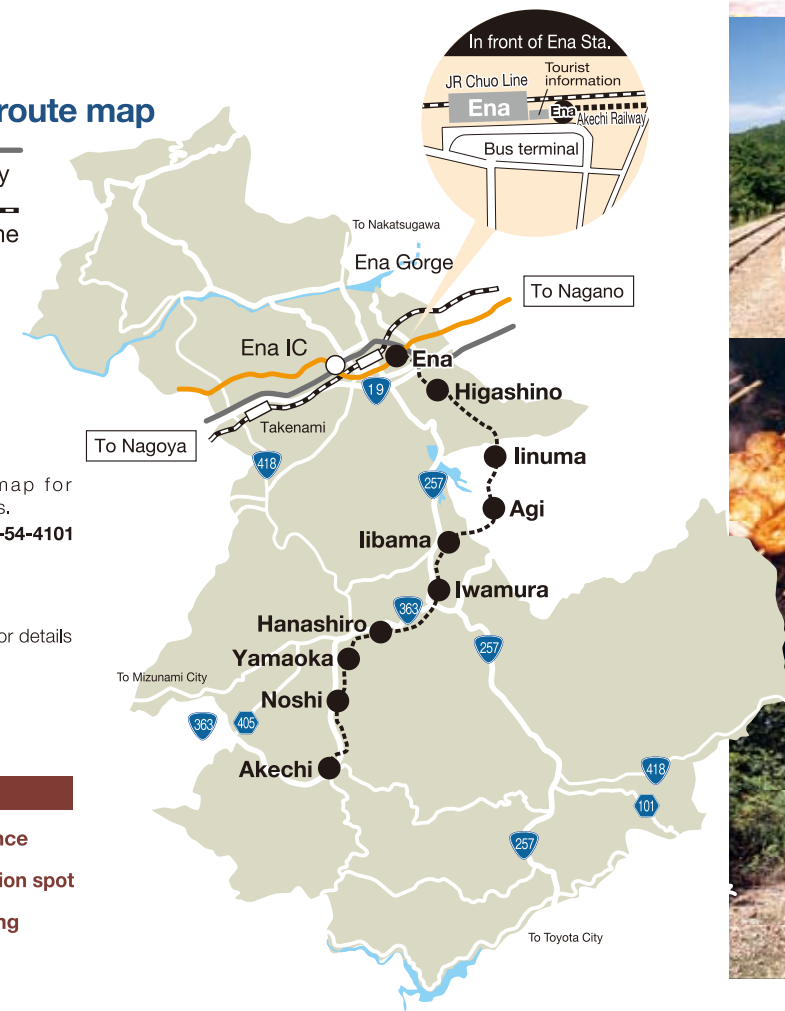 route map
In front of Ena Sta.
JR Chuo Line
Tourist
information
Ena
Ena
Akechi Railway
Bus terminal
To Nakatsugawa
Ena Gorge
To Nagano
Ena IC
Ena
19
Higashino
Takenami
To Nagoya
418
Iinuma
257
map for
Agi
-54-4101
Iibama
Iwamura
363
Hanashiro
or details
257
Yamaoka
To Mizunami City
Noshi
363
405
Akechi
418
101
257
ion spot
To Toyota City